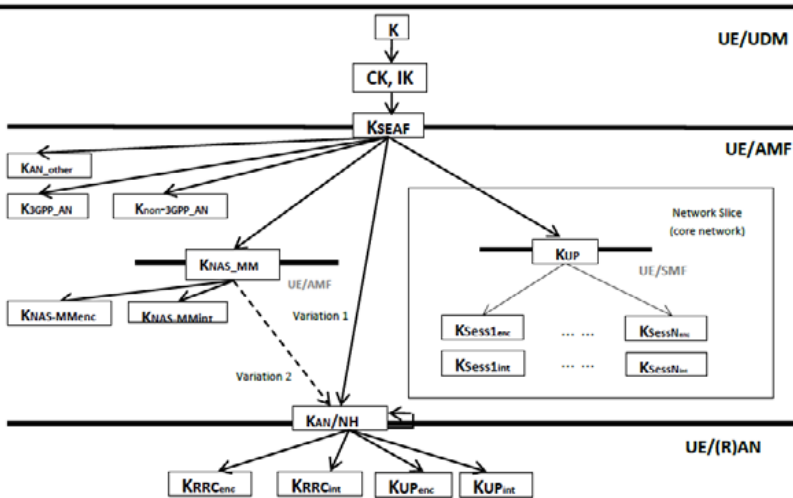 K
UE/UDM
CK, IK
KSEAF
UE/AMF
KAN_other
K3GPP_AN
Knon-3GPP_AN
Network Slice
(core network)
KNAS_MM
KUP
UE/AMF
UE/SMF
KNAS-MMenc
KNAS-MMint
Variation 1
KSess1enc
... ...
KSessNenc
KSess1int
... ...
KSessNint
Variation 2
KAN/NH
UE/(R)AN
KRRCenc
KRRCint
KUPenc
KUPint